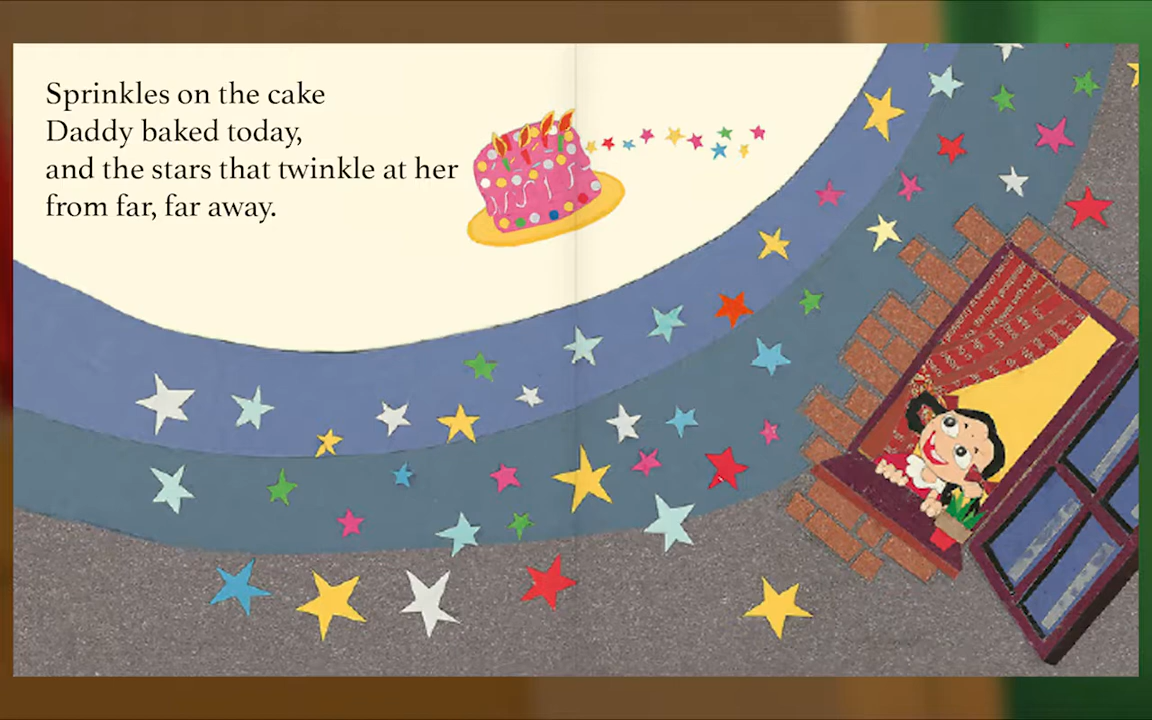 Sprinkles on the cake
Daddy baked today,
and the stars that twinkle at her
from far, far away.